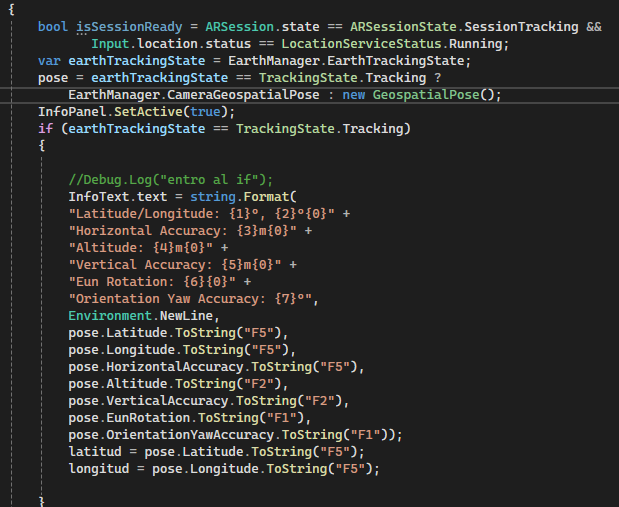 {
bool isSessionReady = ARSession.state == ARSessionState.SessionTracking &&
Input.location.status == LocationServiceStatus.Running;
var earthTrackingState = EarthManager.EarthTrackingState;
pose = earthTrackingState == TrackingState.Tracking ?
EarthManager.CameraGeospatialPose : new GeospatialPose();
InfoPanel.SetActive(true);
if (earthTrackingState == TrackingState.Tracking)
{
//Debug.Log("entro al if");
InfoText.text = string.Format(
"Latitude/Longitude: {1}°, {2}°{0}" +
"Horizontal Accuracy: {3}m{0}" +
"Altitude: {4}m{0}" +
"Vertical Accuracy: {5}m{0}" +
"Eun Rotation: {6}{0}" +
"Orientation Yaw Accuracy: {7}°",
Environment.NewLine,
pose.Latitude.ToString("F5"),
pose.Longitude.ToString("F5"),
pose.HorizontalAccuracy.ToString("F5"),
pose.Altitude.ToString("F2"),
pose.VerticalAccuracy.ToString("F2"),
pose.EunRotation.ToString("F1"),
pose.OrientationYawAccuracy.ToString("F1"));
latitud = pose.Latitude.ToString("F5");
longitud = pose.Longitude.ToString("F5");
}